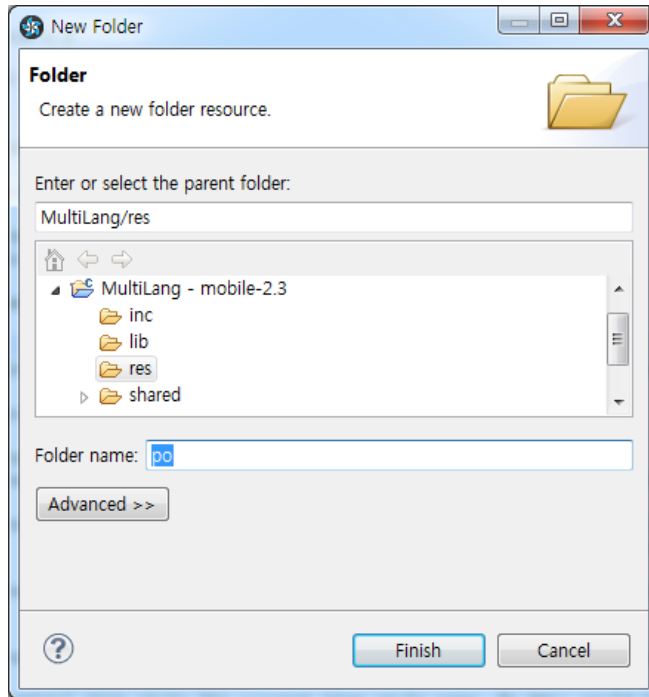 New Folder
Folder
Create a new folder resource.
Enter or select the parent folder:
MultiLang/res
MultiLang - mobile-2.3
inc
lib
res
shared
Folder name: po
Advanced >>
Finish
Cancel